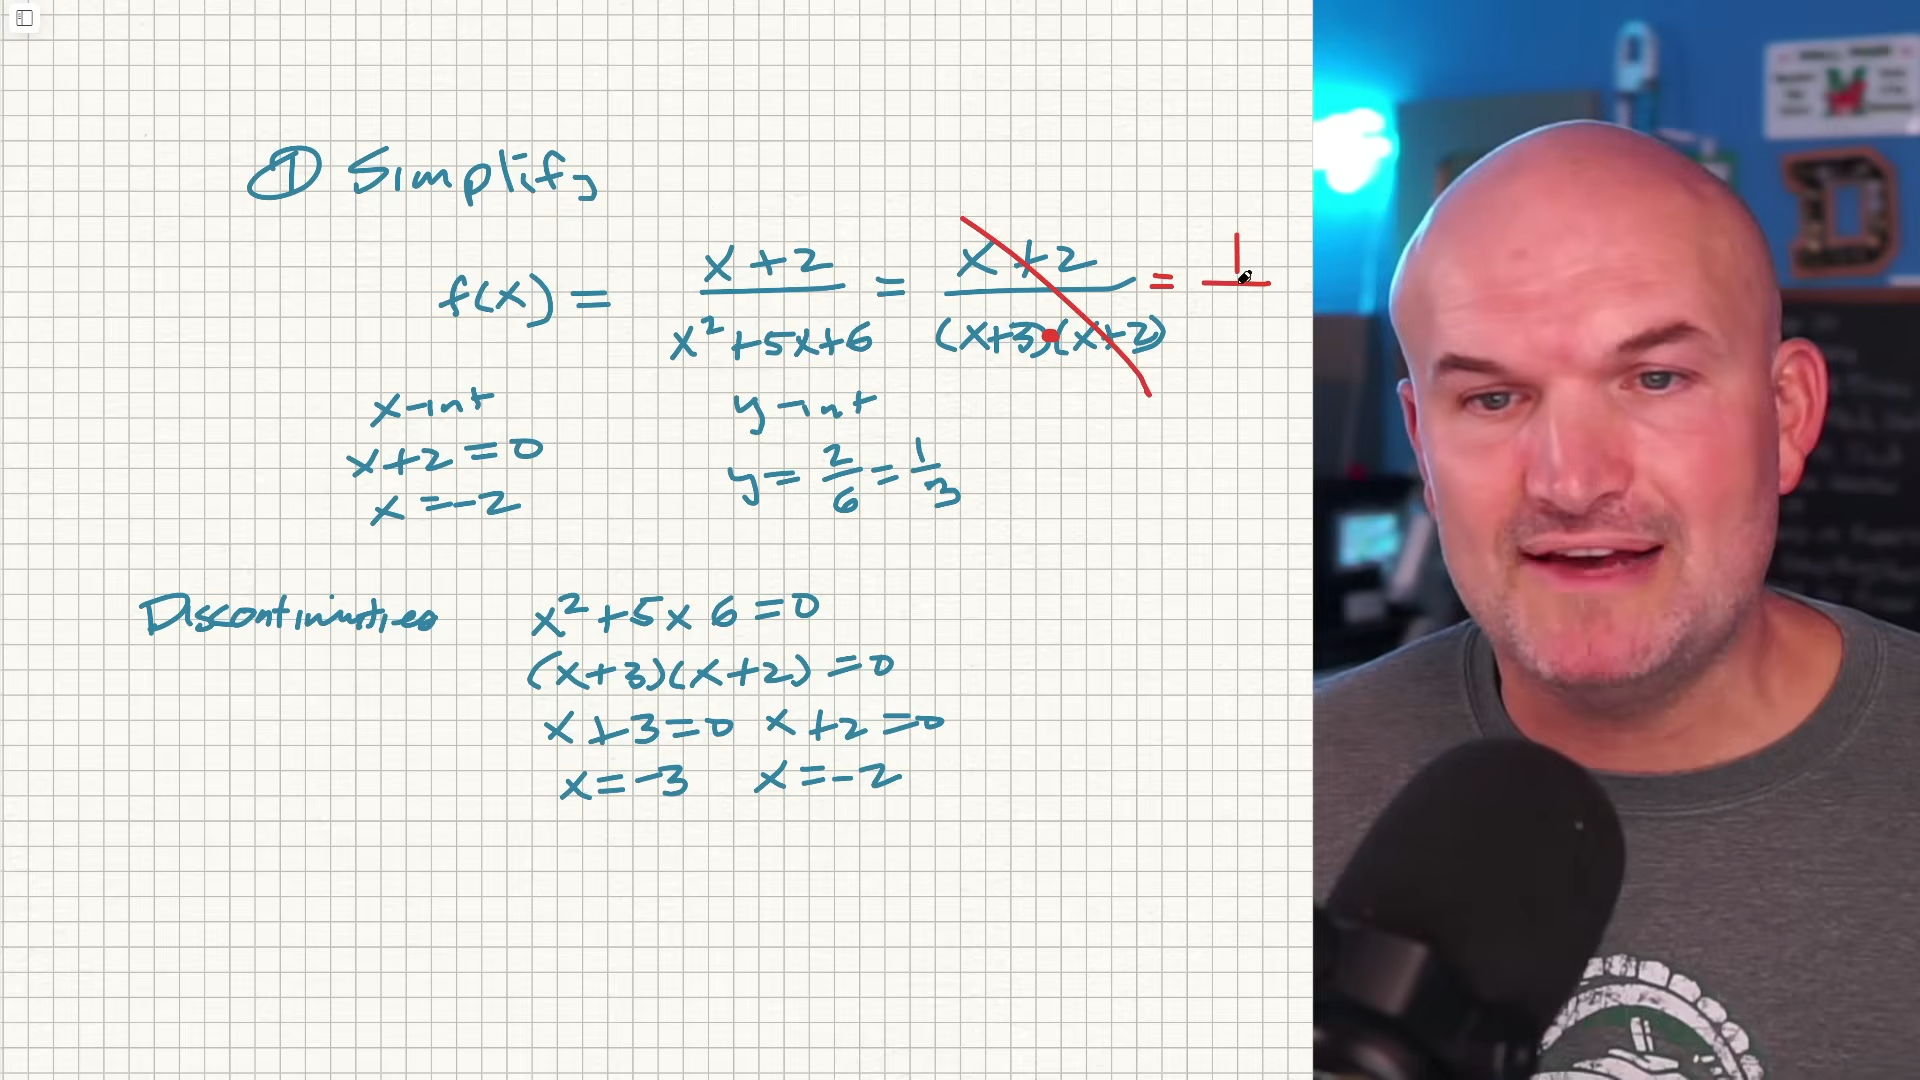 ① Simplify
f(x) = x+2 / x²+5x+6 = x+2 / (x+3)•(x+2) = 1 /
x-int y-int
x+2=0 y=2/6=1/3
x=-2
Discontinuities x²+5x 6=0
(x+3)(x+2)=0
x+3=0 x+2=0
x=-3 x=-2
D